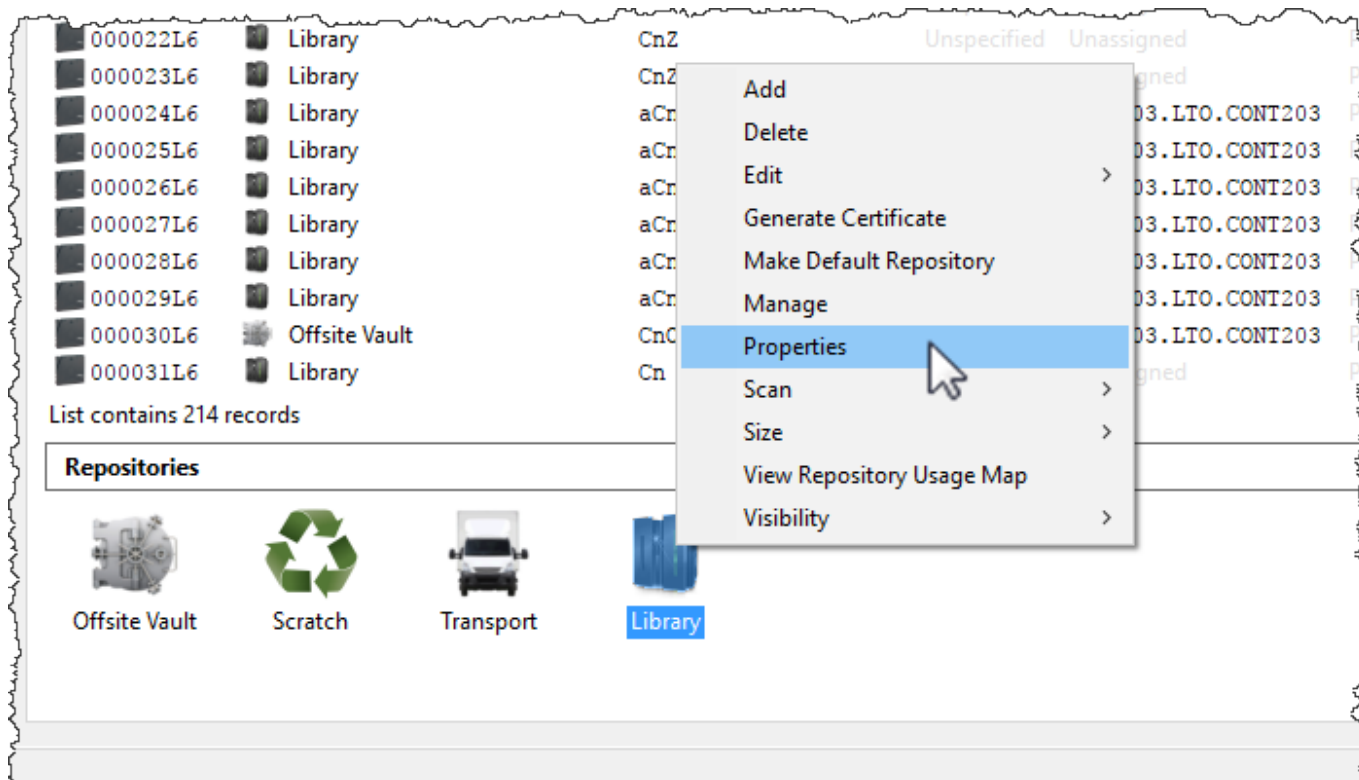 000022L6 Library CnZ Unspecified Unassigned
000023L6 Library CnZ gned
000024L6 Library aCn 03.LTO.CONT203
000025L6 Library aCn 03.LTO.CONT203
000026L6 Library aCn 03.LTO.CONT203
000027L6 Library aCn 03.LTO.CONT203
000028L6 Library aCn 03.LTO.CONT203
000029L6 Library aCn 03.LTO.CONT203
000030L6 Offsite Vault CnO 03.LTO.CONT203
000031L6 Library Cn gned
Add
Delete
Edit
Generate Certificate
Make Default Repository
Manage
Properties
Scan
Size
View Repository Usage Map
Visibility
List contains 214 records
Repositories
Offsite Vault Scratch Transport Library